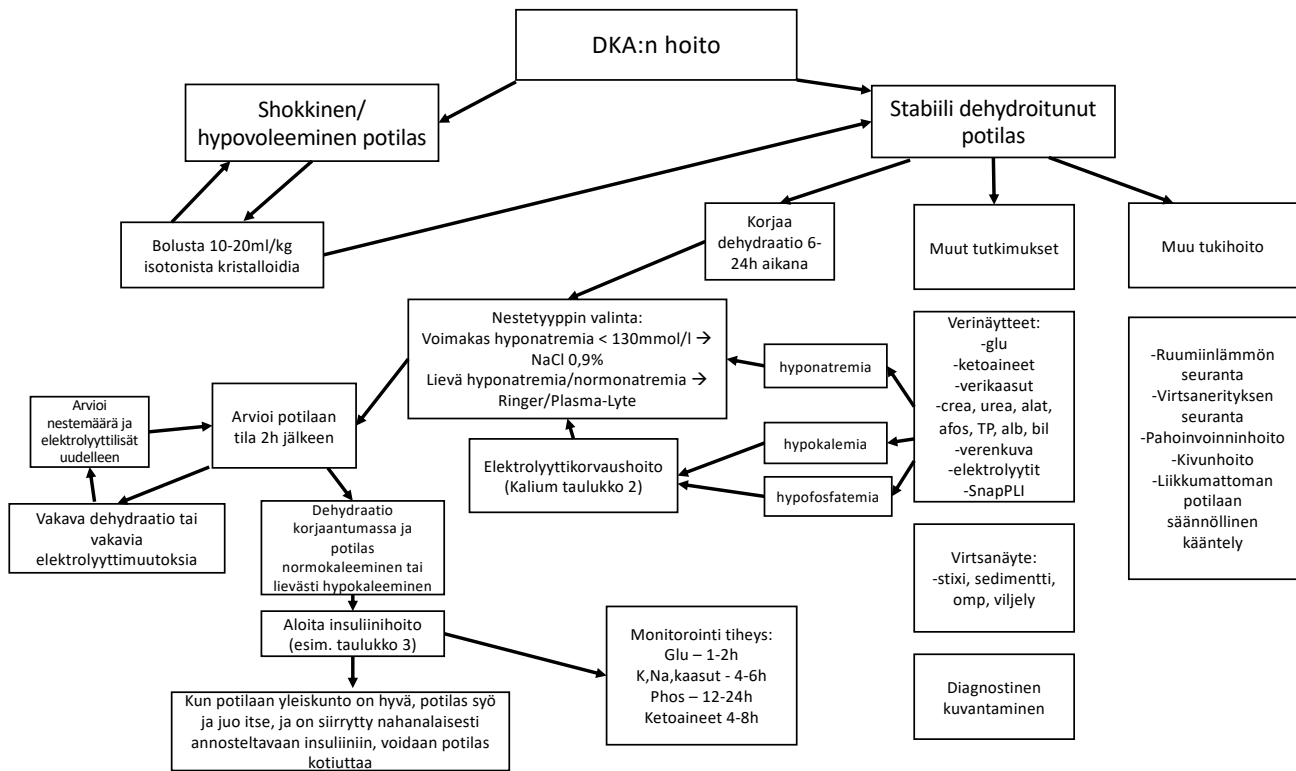 DKA:n hoito
Shokkinen/
hypovoleeminen potilas
Stabiili dehydroitunut
potilas
Bolusta 10-20ml/kg
isotonista kristalloidia
Korjaa
dehydraatio 6-
24h aikana
Muut tutkimukset
Muu tukihoito
Nestetyyppin valinta:
Voimakas hyponatremia < 130mmol/l →
NaCl 0,9%
Lievä hyponatremia/normonatremia →
Ringer/Plasma-Lyte
hyponatremia
hypokalemia
hypofosfatemia
Verinäytteet:
-glu
-ketoaineet
-verikaasut
-crea, urea, alat,
afos, TP, alb, bil
-verenkuva
-elektrolyytit
-SnapPLI
-Ruumiinlämmön
seuranta
-Virtsanerityksen
seuranta
-Pahoinvoinninhoito
-Kivunhoito
-Liikkumattoman
potilaan
säännöllinen
kääntely
Arvioi
nestemäärä ja
elektrolyyttilisät
uudelleen
Arvioi potilaan
tila 2h jälkeen
Elektrolyyttikorvaushoito
(Kalium taulukko 2)
Vakava dehydraatio tai
vakavia
elektrolyyttimuutoksia
Dehydraatio
korjaantumassa ja
potilas
normokaleeminen tai
lievästi hypokaleeminen
Virtsanäyte:
-stixi, sedimentti,
omp, viljely
Aloita insuliinihoito
(esim. taulukko 3)
Monitorointi tiheys:
Glu – 1-2h
K,Na,kaasut - 4-6h
Phos – 12-24h
Ketoaineet 4-8h
Diagnostinen
kuvantaminen
Kun potilaan yleiskunto on hyvä, potilas syö
ja juo itse, ja on siirrytty nahanalaisesti
annosteltavaan insuliiniin, voidaan potilas
kotiuttaa